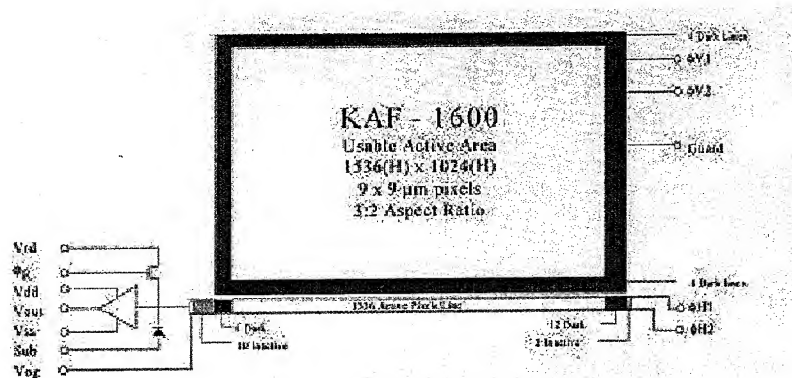 4 Dark Lines
φV1
φV2
KAF - 1600
Usable Active Area
1536(H) x 1024(H)
9 x 9 µm pixels
3:2 Aspect Ratio
Guard
Vrd
φR
Vdd
Vout
Vss
Sub
Vog
4 Dark Lines
1536 Active Pixels/Line
φH1
φH2
4 Dark
10 Inactive
12 Dark
2 Inactive